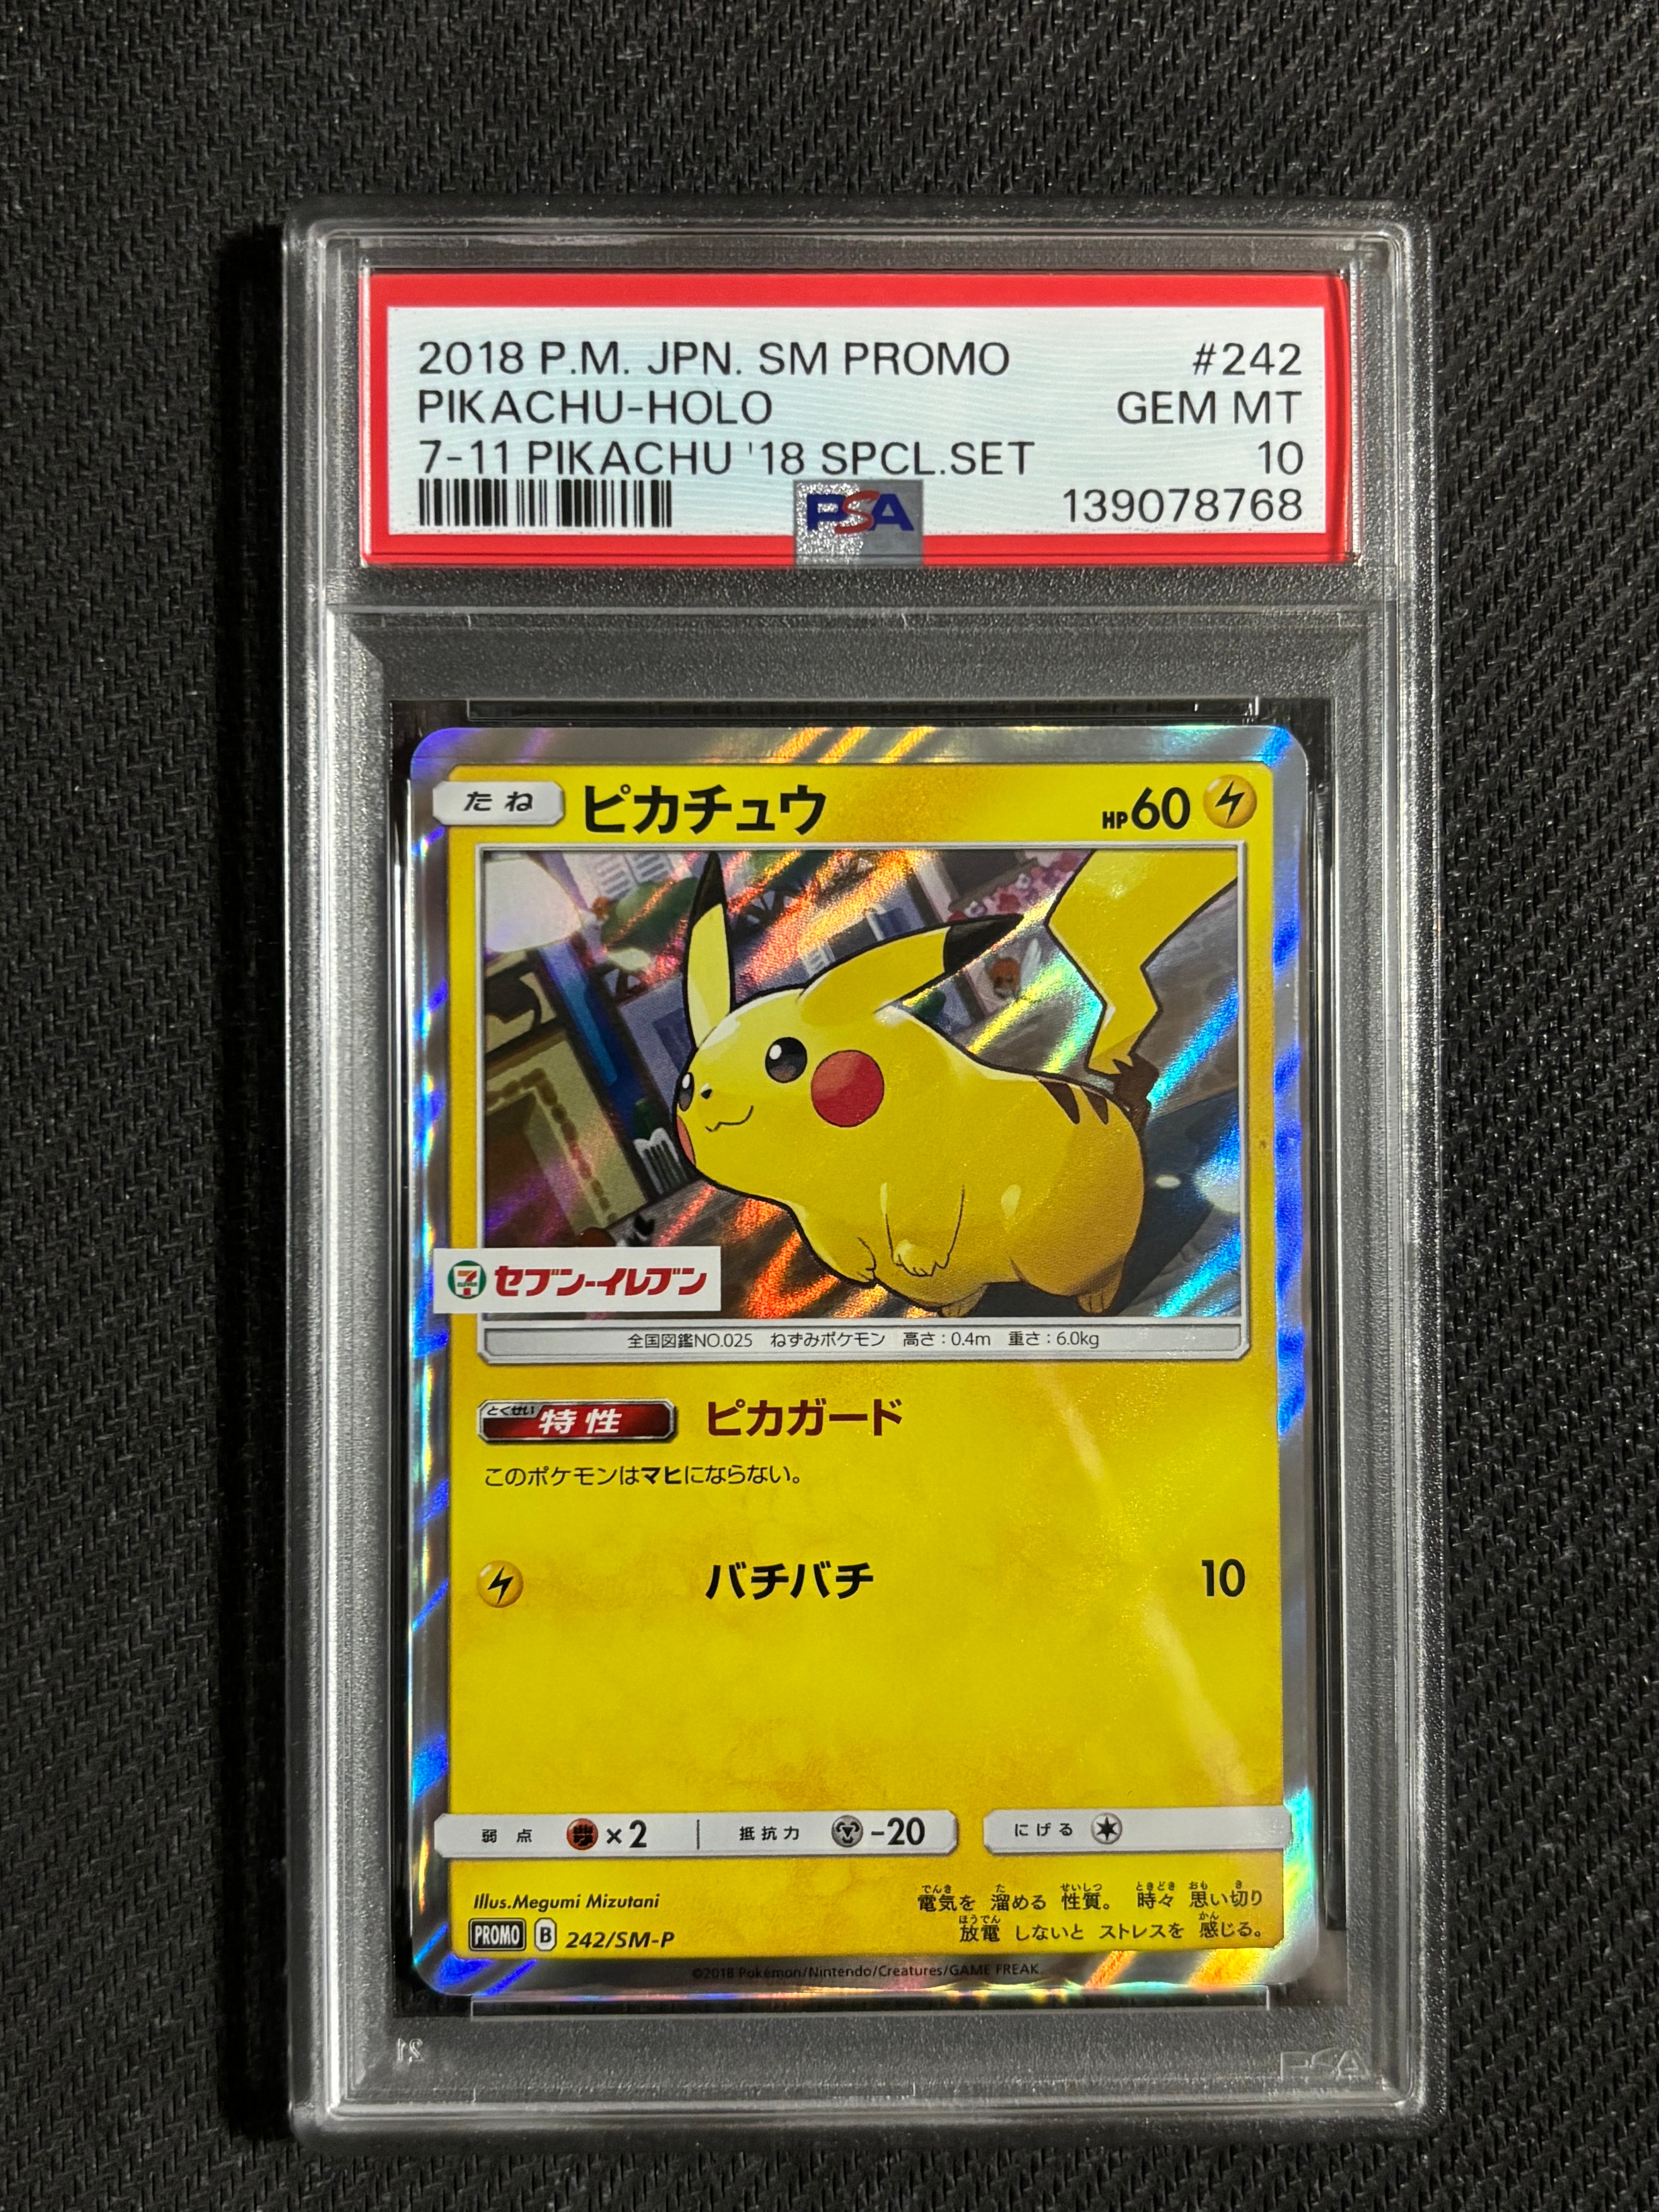 2018 P.M. JPN. SM PROMO #242
PIKACHU-HOLO GEM MT
7-11 PIKACHU '18 SPCL.SET 10
PSA 139078768
たね ピカチュウ HP60
7 セブン-イレブン
全国図鑑NO.025 ねずみポケモン 高さ:0.4m 重さ:6.0kg
とくせい
特性 ピカガード
このポケモンはマヒにならない。
バチバチ 10
弱点 ×2 抵抗力 -20 にげる
Illus.Megumi Mizutani
でんき た せいしつ ときどき おも き
電気を 溜める 性質。 時々 思い切り
ほうでん かん
放電 しないと ストレスを 感じる。
PROMO B 242/SM-P
©2018 Pokémon/Nintendo/Creatures/GAME FREAK.
PSA